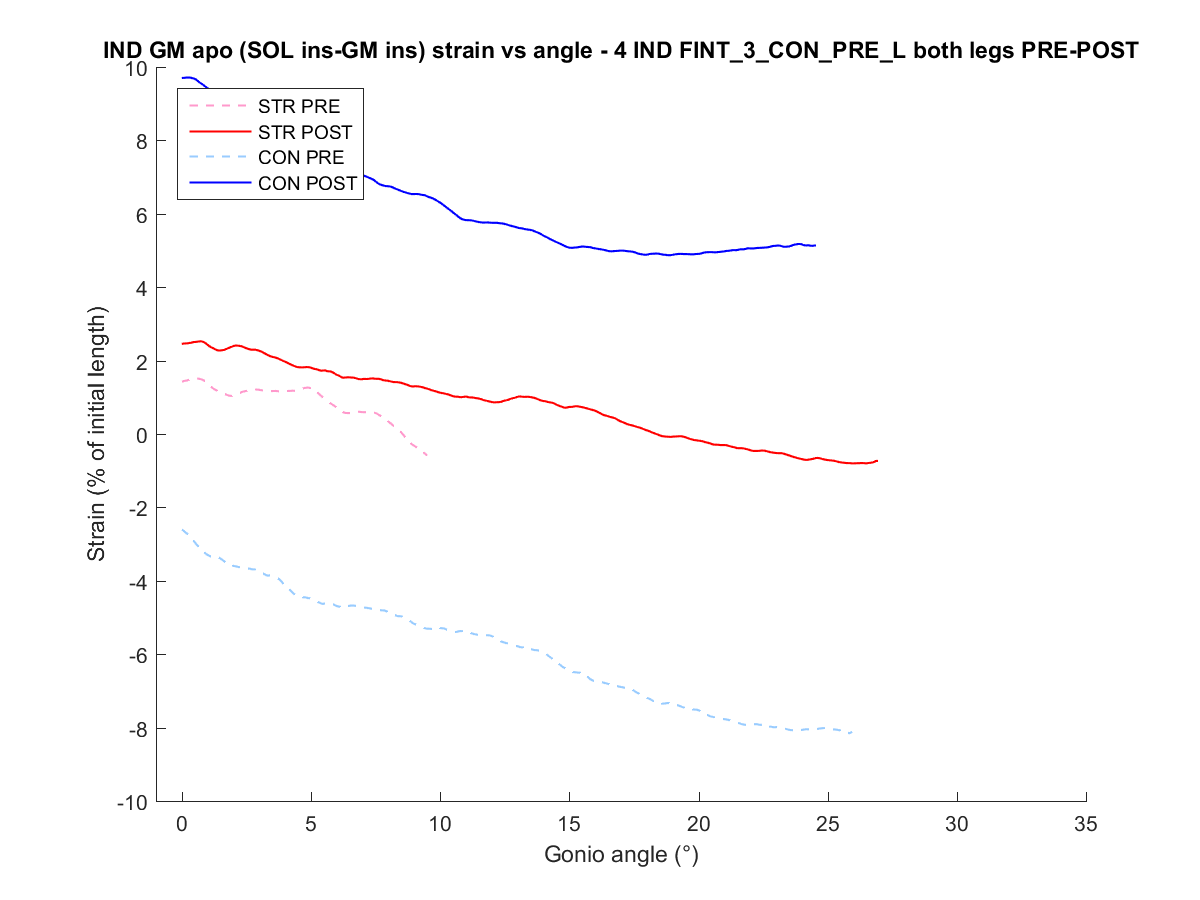 IND GM apo (SOL ins-GM ins) strain vs angle - 4 IND FINT_3_CON_PRE_L both legs PRE-POST
10
8
6
4
2
0
-2
-4
-6
-8
-10
Strain (% of initial length)
STR PRE
STR POST
CON PRE
CON POST
0 5 10 15 20 25 30 35
Gonio angle (°)